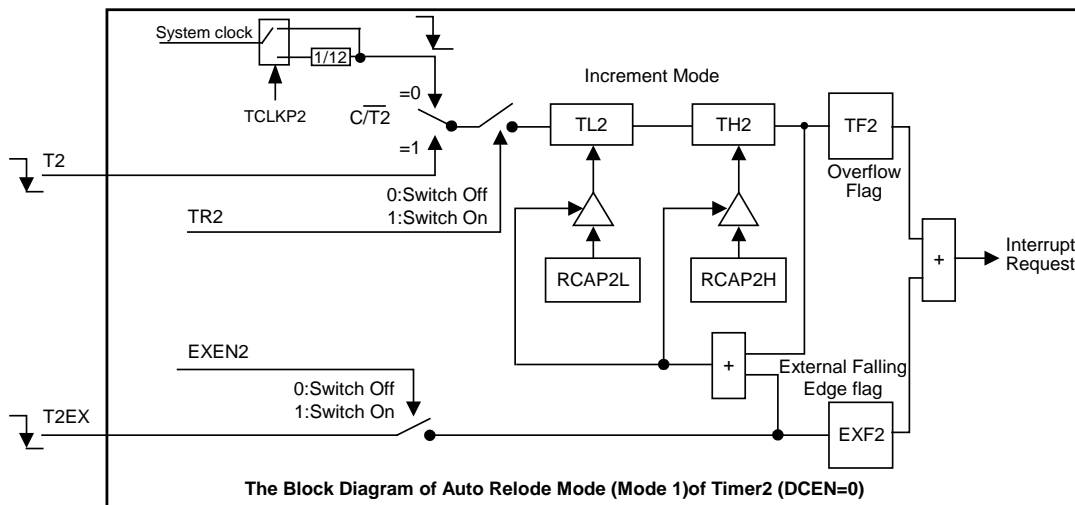 System clock
1/12
TCLKP2
=0
C/T2
=1
Increment Mode
TL2
TH2
TF2
Overflow
Flag
T2
TR2
0:Switch Off
1:Switch On
RCAP2L
RCAP2H
+
Interrupt
Request
EXEN2
0:Switch Off
1:Switch On
+
External Falling
Edge flag
T2EX
EXF2
The Block Diagram of Auto Relode Mode (Mode 1)of Timer2 (DCEN=0)